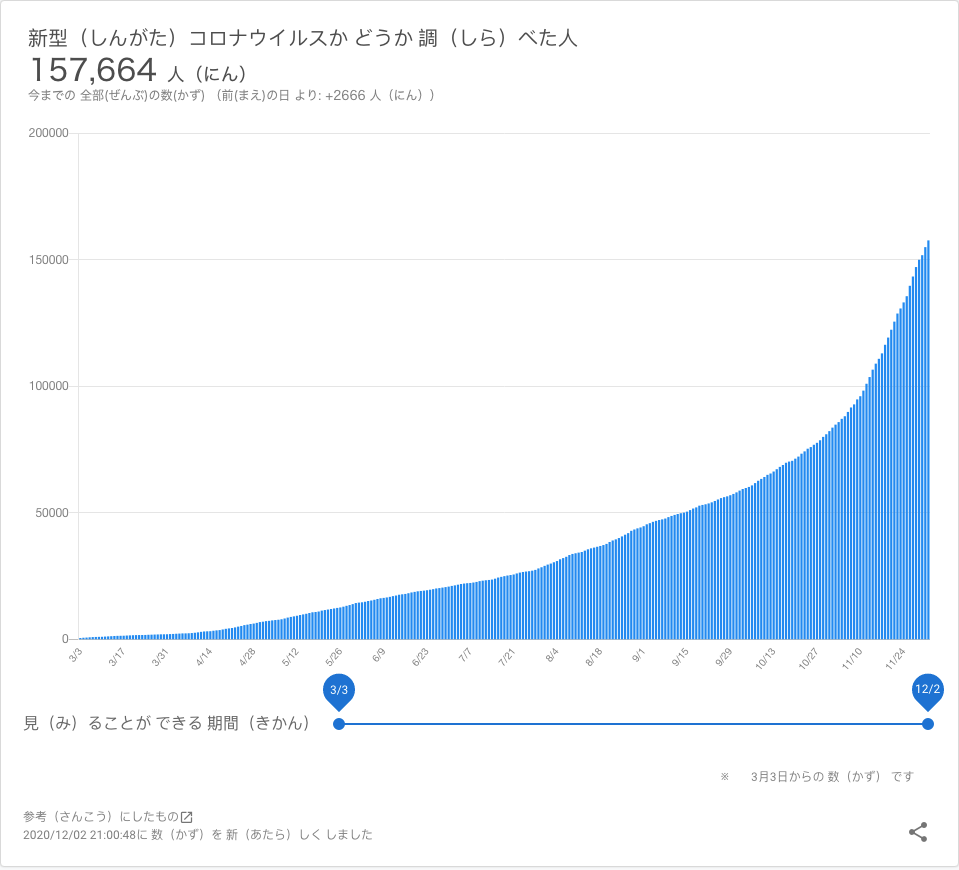 新型（しんがた）コロナウイルスか どうか 調（しら）べた人
157,664 人（にん）
今までの 全部(ぜんぶ)の数(かず) （前(まえ)の日 より: +2666 人（にん））
200000
150000
100000
50000
0
3/3 3/17 3/31 4/14 4/28 5/12 5/26 6/9 6/23 7/7 7/21 8/4 8/18 9/1 9/15 9/29 10/13 10/27 11/10 11/24
3/3 12/2
見（み）ることが できる 期間（きかん）
※ 3月3日からの 数（かず） です
参考（さんこう）にしたもの
2020/12/02 21:00:48に 数（かず）を 新（あたら）しく しました